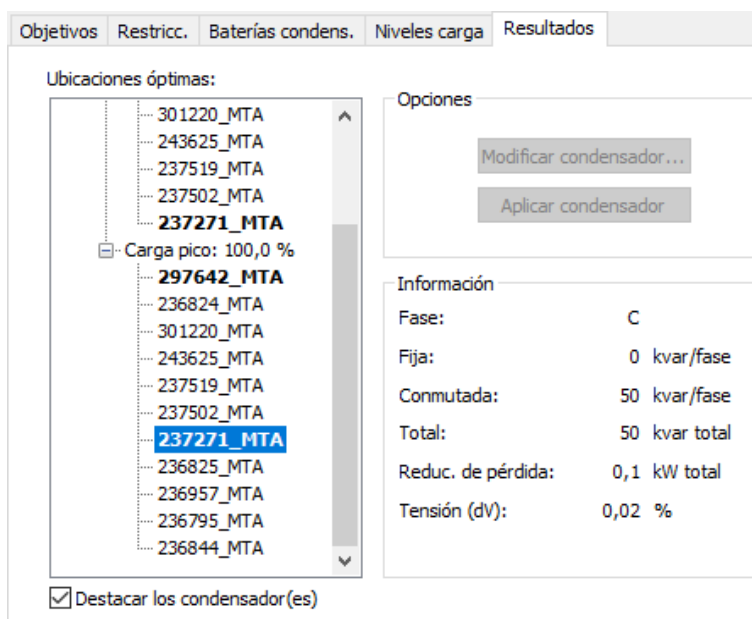 Objetivos Restricc. Baterías condens. Niveles carga Resultados
Ubicaciones óptimas:
301220_MTA
243625_MTA
237519_MTA
237502_MTA
237271_MTA
Carga pico: 100,0 %
297642_MTA
236824_MTA
301220_MTA
243625_MTA
237519_MTA
237502_MTA
237271_MTA
236825_MTA
236957_MTA
236795_MTA
236844_MTA
Destacar los condensador(es)
Opciones
Modificar condensador...
Aplicar condensador
Información
Fase: C
Fija: 0 kvar/fase
Conmutada: 50 kvar/fase
Total: 50 kvar total
Reduc. de pérdida: 0,1 kW total
Tensión (dV): 0,02 %